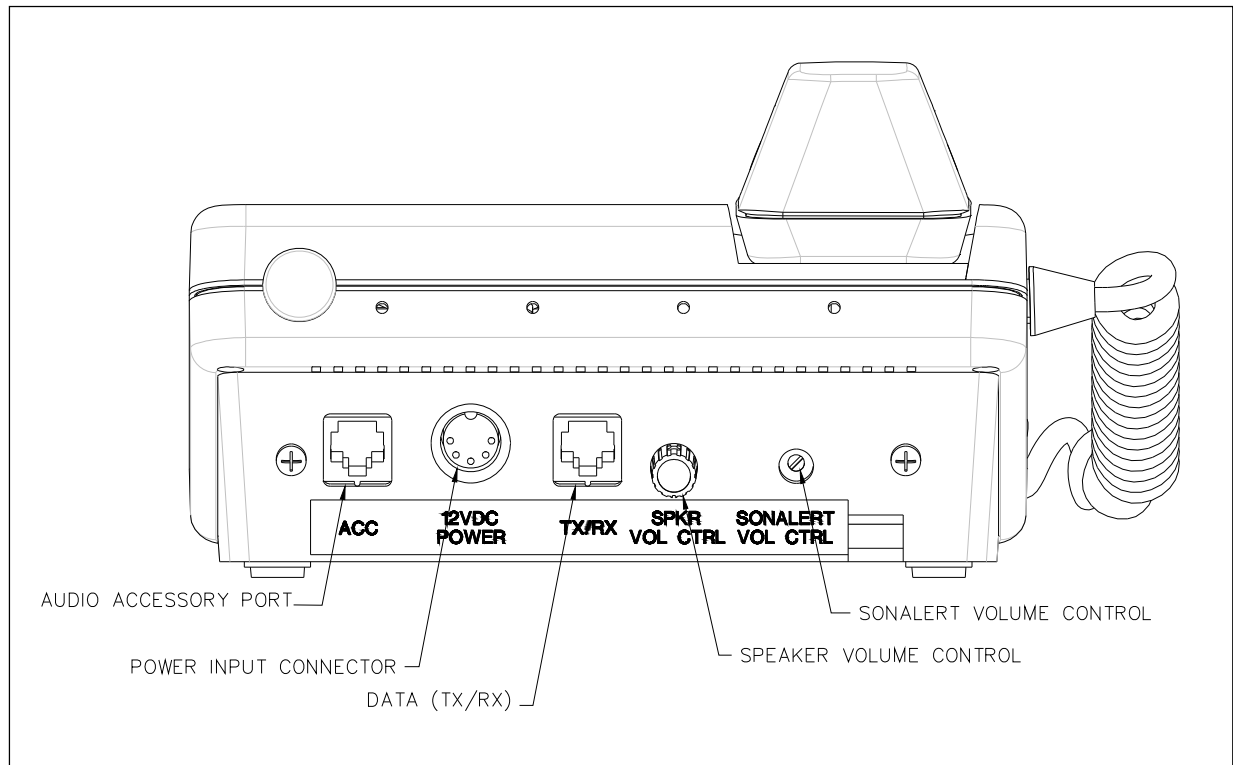 ACC
12VDC
POWER
TX/RX
SPKR
VOL CTRL
SONALERT
VOL CTRL
AUDIO ACCESSORY PORT
SONALERT VOLUME CONTROL
POWER INPUT CONNECTOR
SPEAKER VOLUME CONTROL
DATA (TX/RX)